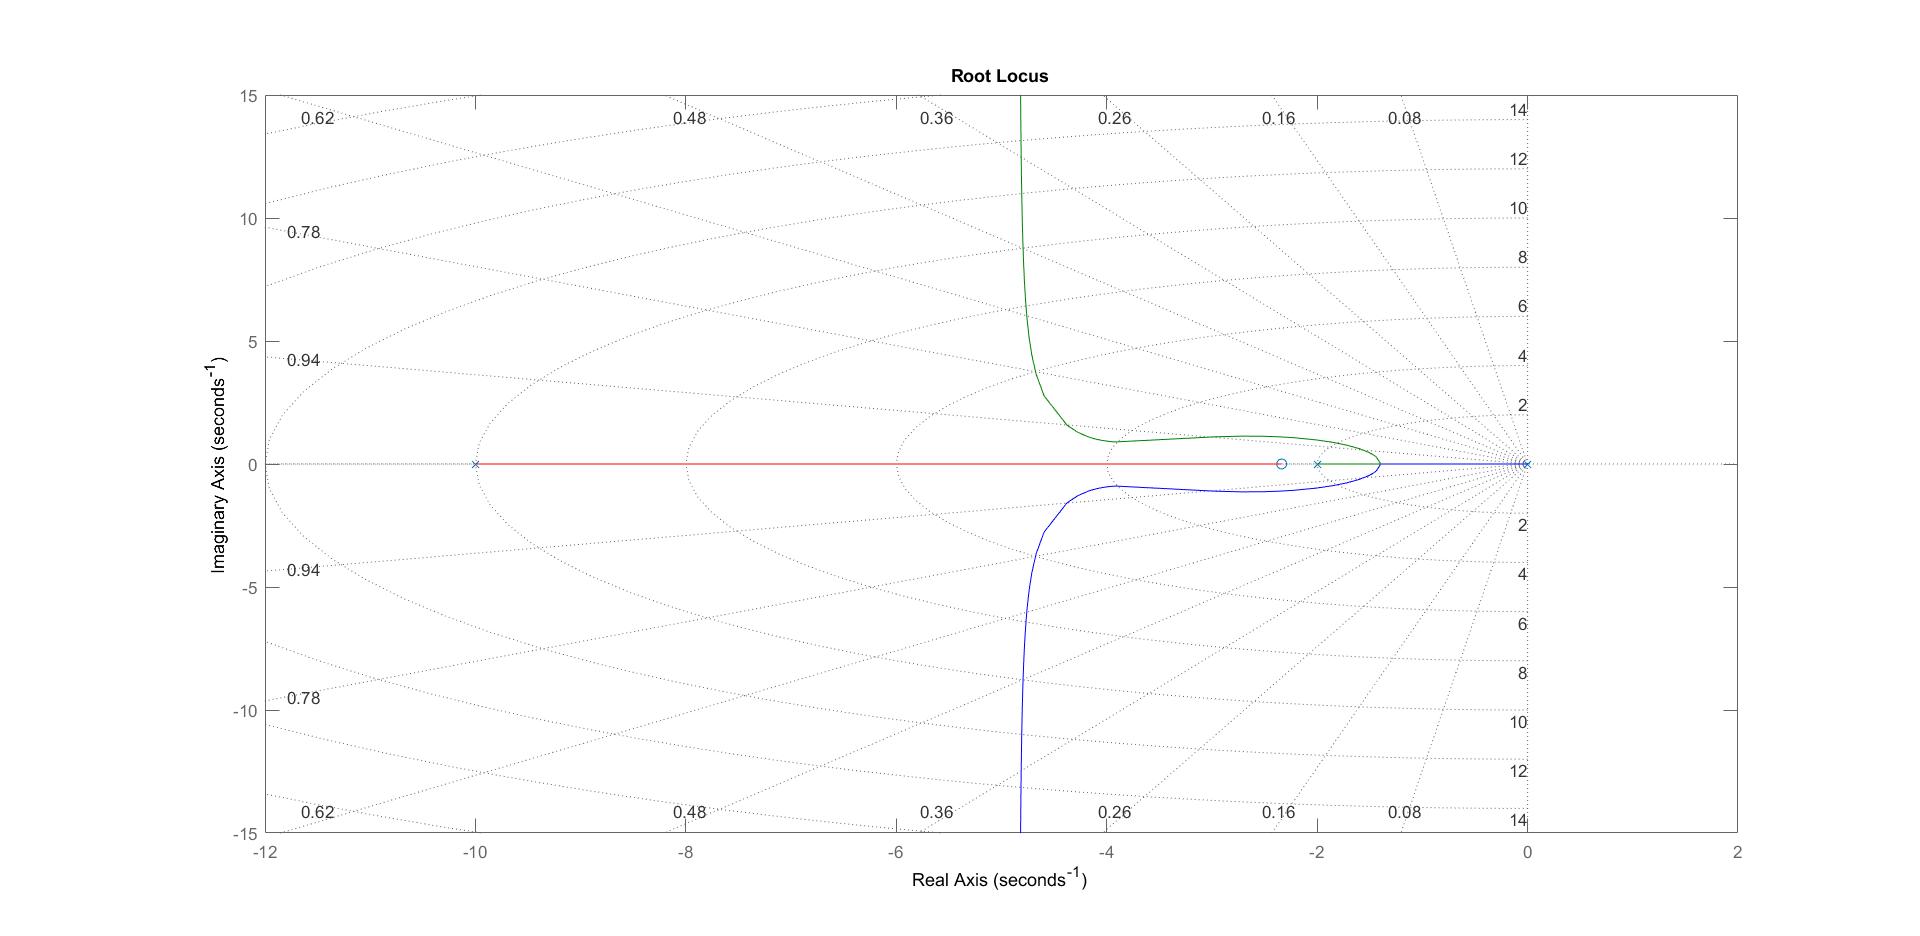 Root Locus
15
0.62 0.48 0.36 0.26 0.16 0.08 14
12
10 0.78 10
8
6
5 0.94 4
2
0
2
-5 0.94 4
6
0.78 8
-10 10
12
0.62 0.48 0.36 0.26 0.16 0.08 14
-15
-12 -10 -8 -6 -4 -2 0 2
Real Axis (seconds-1)
Imaginary Axis (seconds-1)